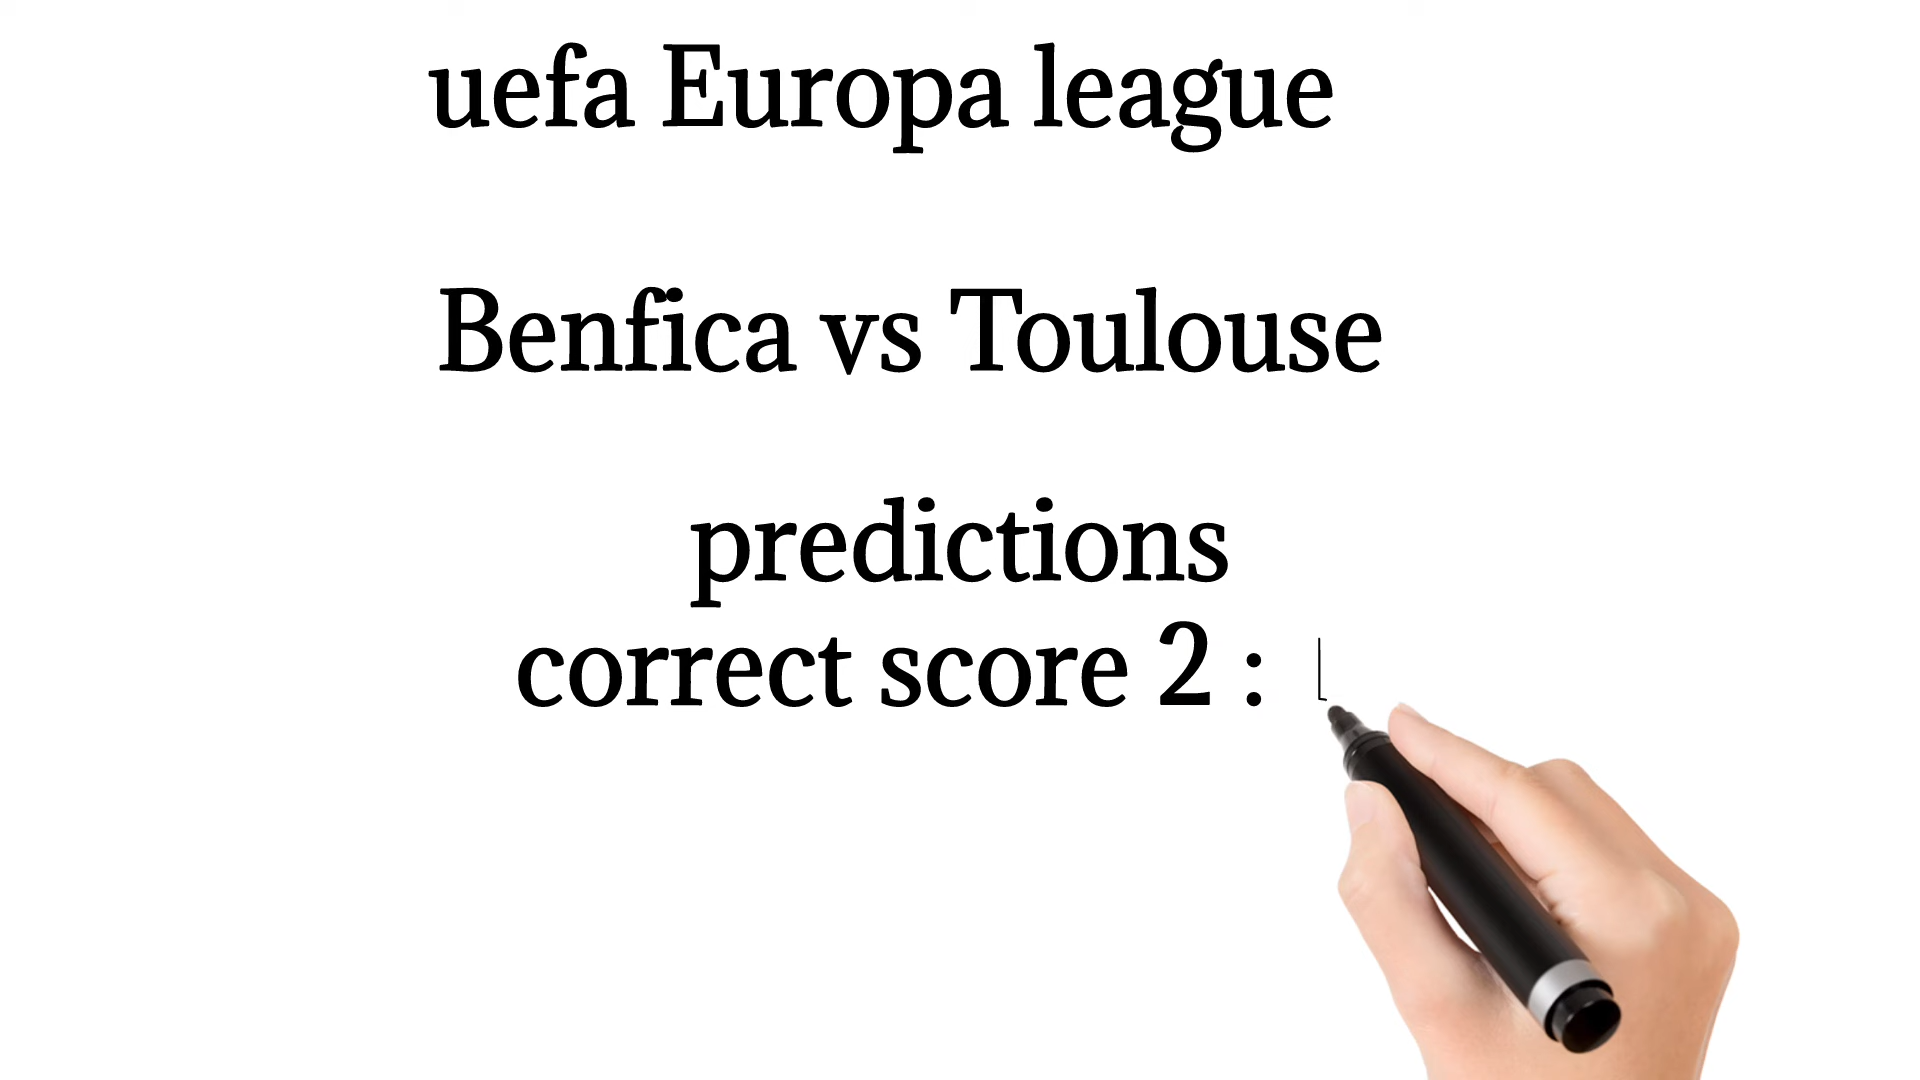 uefa Europa league
Benfica vs Toulouse
predictions
correct score 2 :